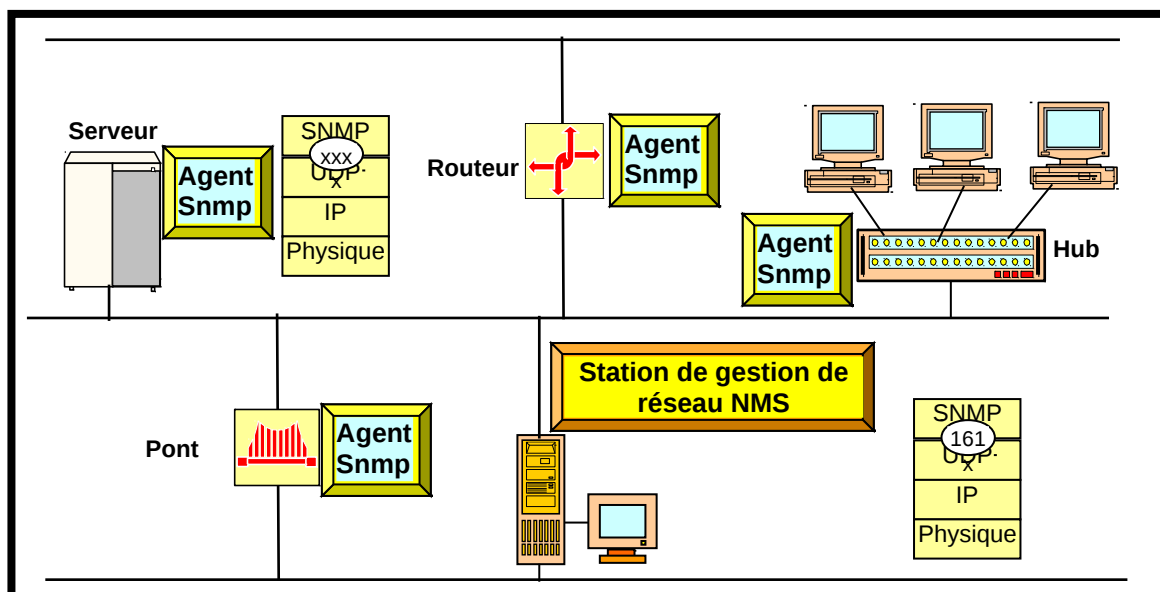 Serveur
Agent
Snmp
SNMP
xxx
UDP-
x
IP
Physique
Routeur
Agent
Snmp
Agent
Snmp
Hub
Station de gestion de
réseau NMS
Pont
Agent
Snmp
SNMP
161
UDP-
x
IP
Physique